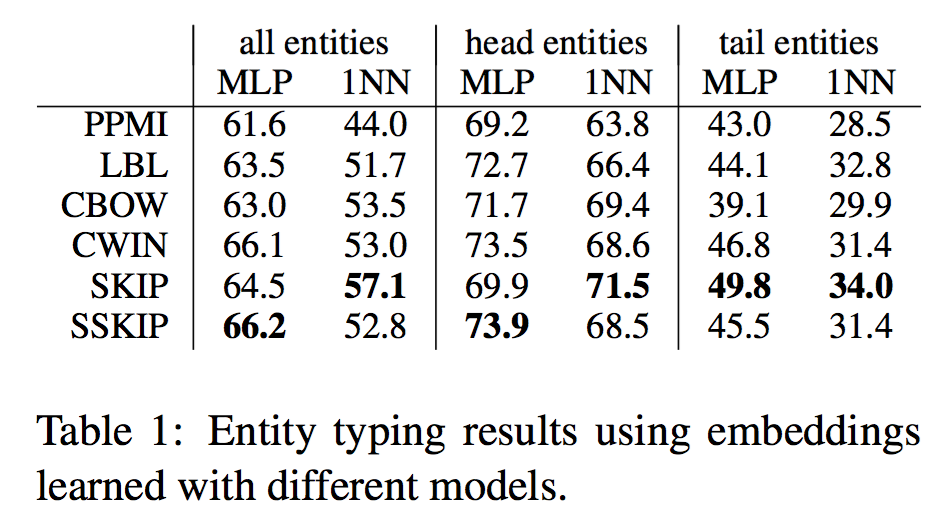 all entities head entities tail entities
MLP 1NN MLP 1NN MLP 1NN
PPMI 61.6 44.0 69.2 63.8 43.0 28.5
LBL 63.5 51.7 72.7 66.4 44.1 32.8
CBOW 63.0 53.5 71.7 69.4 39.1 29.9
CWIN 66.1 53.0 73.5 68.6 46.8 31.4
SKIP 64.5 57.1 69.9 71.5 49.8 34.0
SSKIP 66.2 52.8 73.9 68.5 45.5 31.4
Table 1: Entity typing results using embeddings
learned with different models.